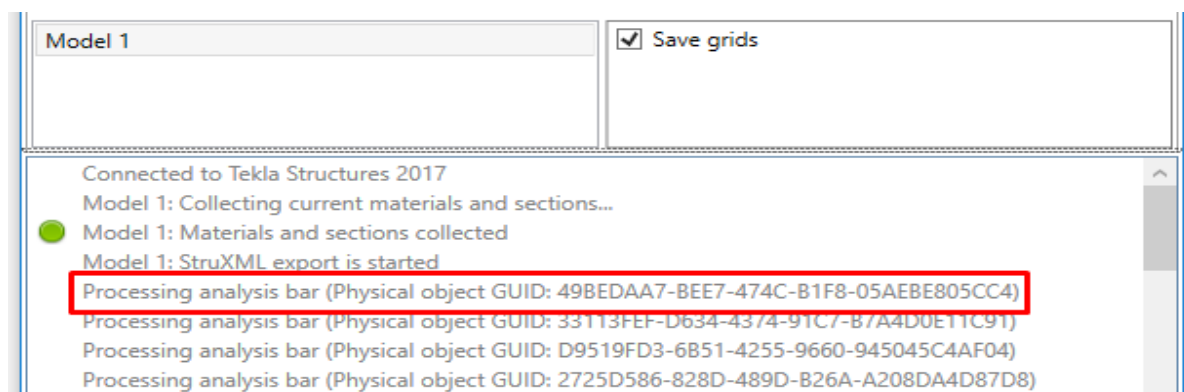 Model 1
Save grids
Connected to Tekla Structures 2017
Model 1: Collecting current materials and sections...
Model 1: Materials and sections collected
Model 1: StruXML export is started
Processing analysis bar (Physical object GUID: 49BEDAA7-BEE7-474C-B1F8-05AEBE805CC4)
Processing analysis bar (Physical object GUID: 33113FEF-D634-4374-91C7-B7A4D0E11C91)
Processing analysis bar (Physical object GUID: D9519FD3-6B51-4255-9660-945045C4AF04)
Processing analysis bar (Physical object GUID: 2725D586-828D-489D-B26A-A208DA4D87D8)